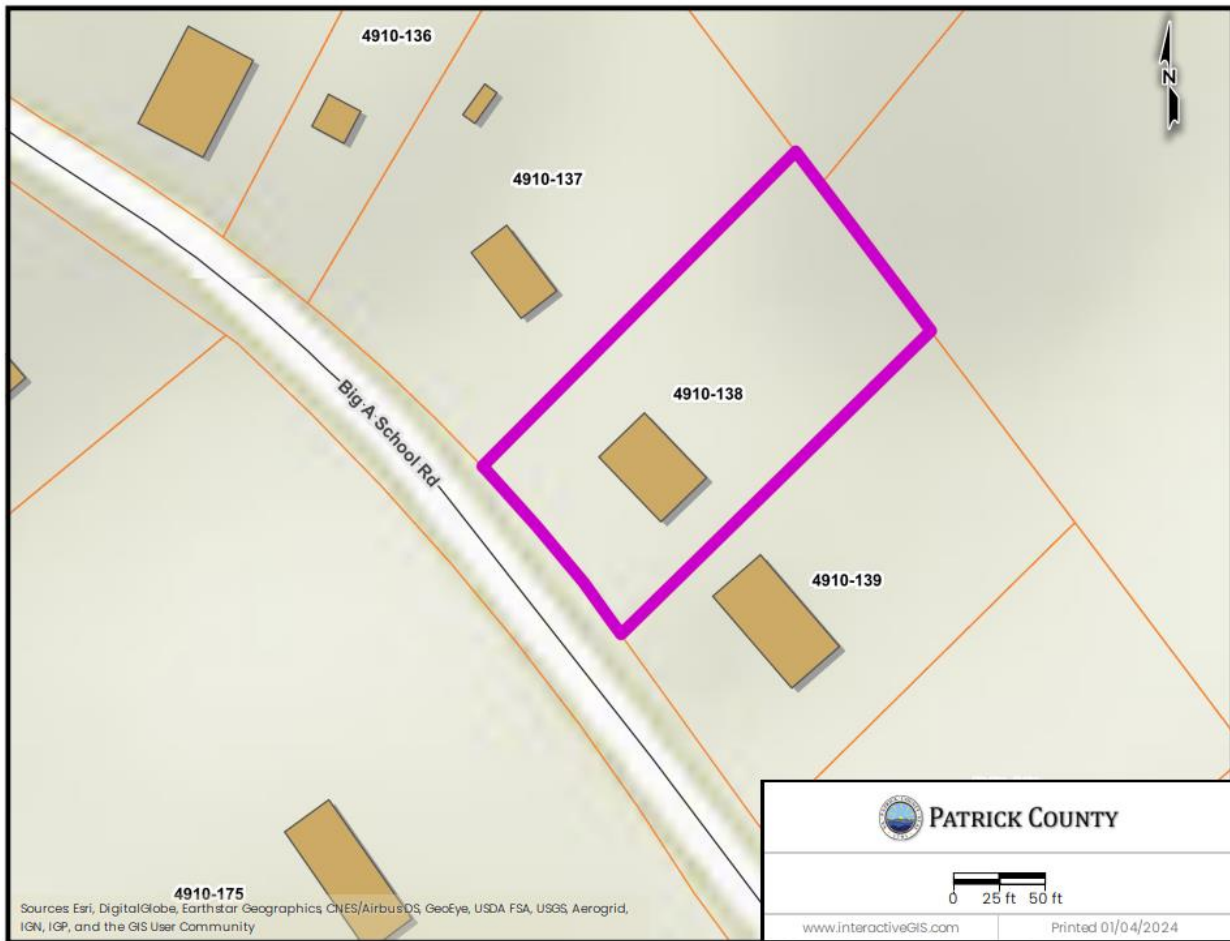 4910-136
N
4910-137
4910-138
Big A School Rd
4910-139
4910-175
Sources: Esri, DigitalGlobe, Earthstar Geographics, CNES/Airbus DS, GeoEye, USDA FSA, USGS, Aerogrid,
IGN, IGP, and the GIS User Community
PATRICK COUNTY
0 25 ft 50 ft
www.interactiveGIS.com Printed 01/04/2024